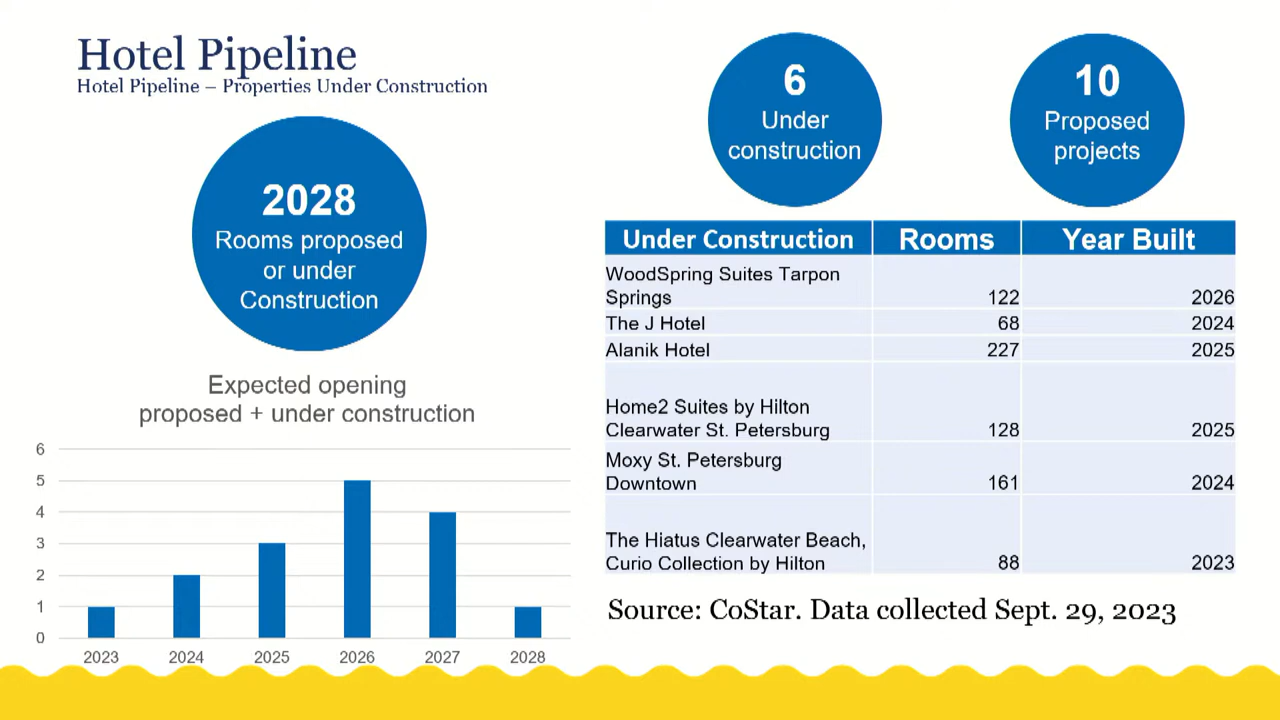 Hotel Pipeline
Hotel Pipeline – Properties Under Construction
2028
Rooms proposed
or under
Construction
6
Under
construction
10
Proposed
projects
Under Construction Rooms Year Built
WoodSpring Suites Tarpon
Springs 122 2026
The J Hotel 68 2024
Alanik Hotel 227 2025
Home2 Suites by Hilton
Clearwater St. Petersburg 128 2025
Moxy St. Petersburg
Downtown 161 2024
The Hiatus Clearwater Beach,
Curio Collection by Hilton 88 2023
Source: CoStar. Data collected Sept. 29, 2023
Expected opening
proposed + under construction
6
5
4
3
2
1
0
2023 2024 2025 2026 2027 2028